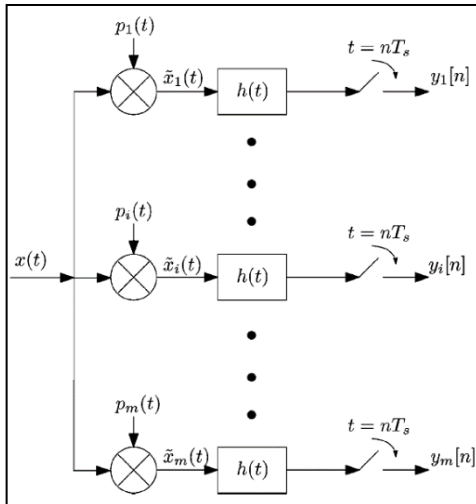 p₁(t)
x̃₁(t)
h(t)
t = nTₛ
y₁[n]
pᵢ(t)
x(t)
x̃ᵢ(t)
h(t)
t = nTₛ
yᵢ[n]
pₘ(t)
x̃ₘ(t)
h(t)
t = nTₛ
yₘ[n]